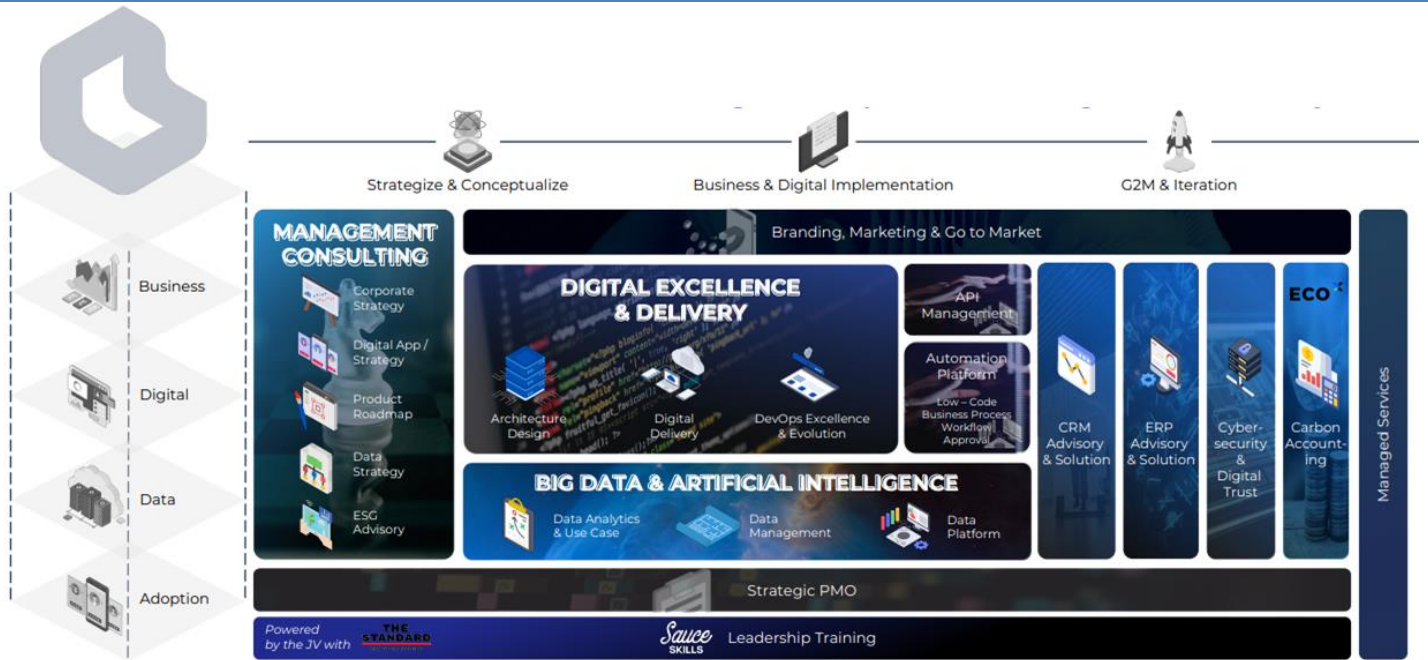 Strategize & Conceptualize
Business & Digital Implementation
G2M & Iteration
Business
Digital
Data
Adoption
MANAGEMENT
CONSULTING
Corporate
Strategy
Digital App /
Strategy
Product
Roadmap
Data
Strategy
ESG
Advisory
Branding, Marketing & Go to Market
DIGITAL EXCELLENCE
& DELIVERY
Architecture
Design
Digital
Delivery
DevOps Excellence
& Evolution
API
Management
Automation
Platform
Low – Code
Business Process
Workflow
Approval
BIG DATA & ARTIFICIAL INTELLIGENCE
Data Analytics
& Use Case
Data
Management
Data
Platform
CRM
Advisory
& Solution
ERP
Advisory
& Solution
Cyber-
security
&
Digital
Trust
ECO
X
Carbon
Account-
ing
Managed Services
Strategic PMO
Powered
by the JV with
THE
STANDARD
Sauce
SKILLS
Leadership Training